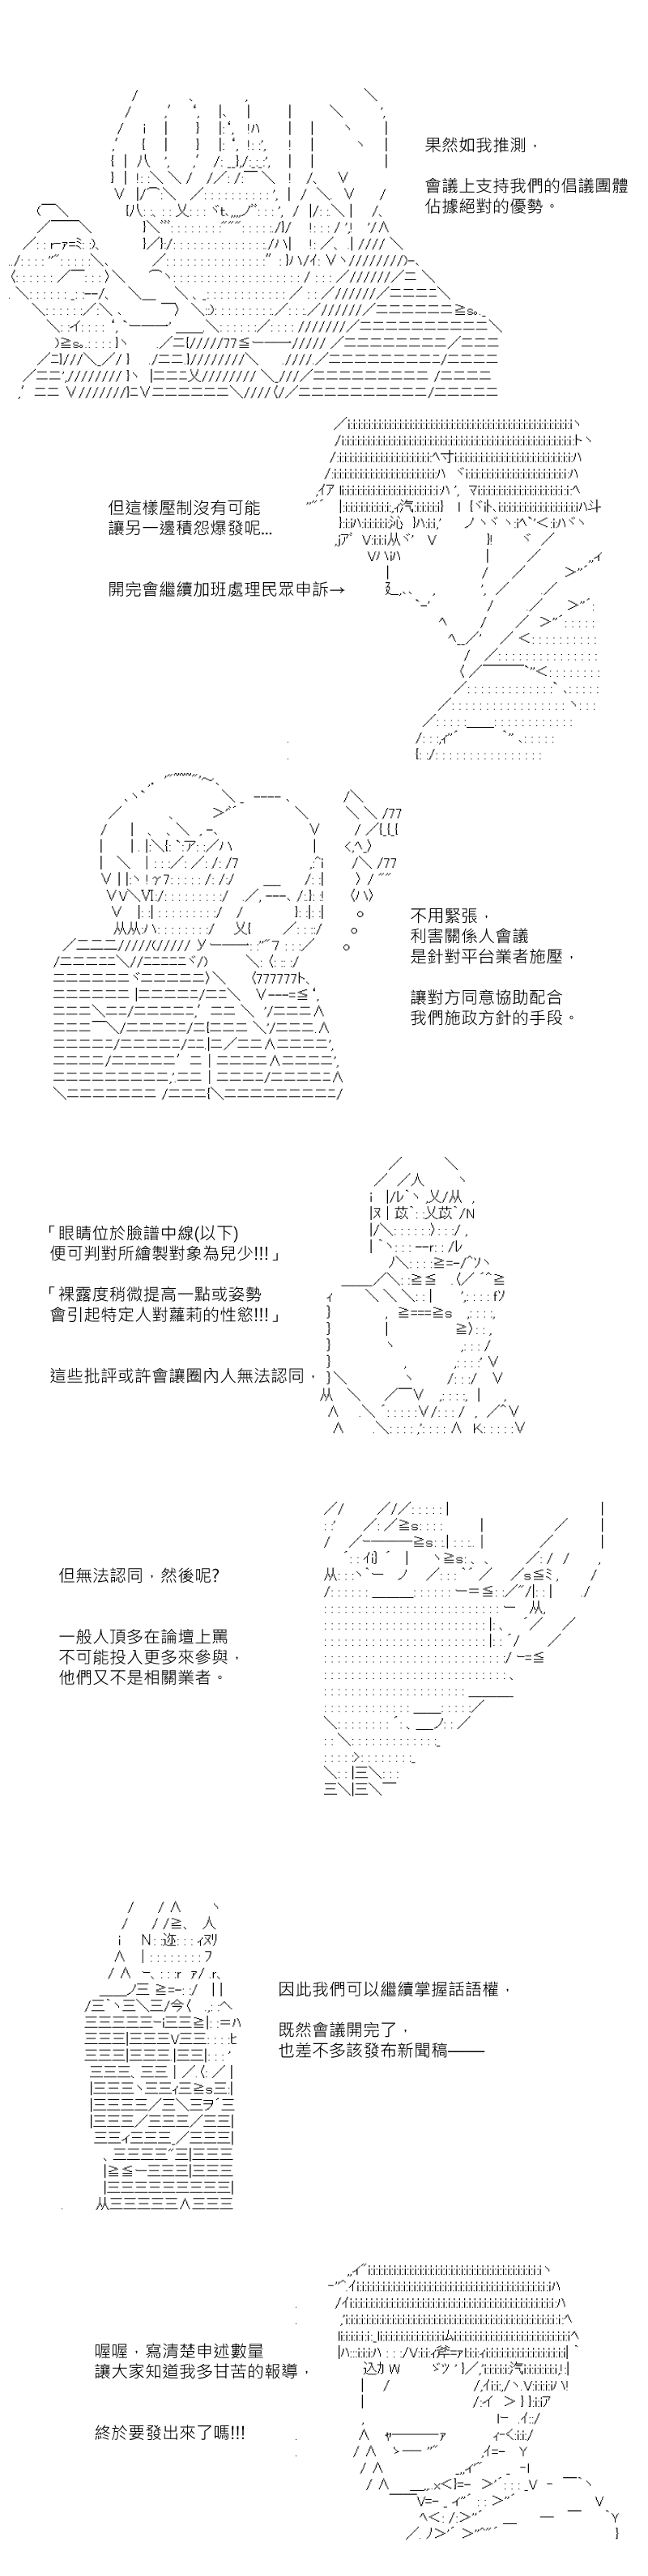 果然如我推測，
會議上支持我們的倡議團體
佔據絕對的優勢。
但這樣壓制沒有可能
讓另一邊積怨爆發呢...
開完會繼續加班處理民眾申訴→
不用緊張，
利害關係人會議
是針對平台業者施壓，
讓對方同意協助配合
我們施政方針的手段。
「眼睛位於臉譜中線(以下)
便可判對所繪製對象為兒少!!!」
「裸露度稍微提高一點或姿勢
會引起特定人對蘿莉的性慾!!!」
這些批評或許會讓圈內人無法認同，
但無法認同，然後呢?
一般人頂多在論壇上罵
不可能投入更多來參與，
他們又不是相關業者。
因此我們可以繼續掌握話語權，
既然會議開完了，
也差不多該發布新聞稿——
喔喔，寫清楚申述數量
讓大家知道我多甘苦的報導，
終於要發出來了嗎!!!